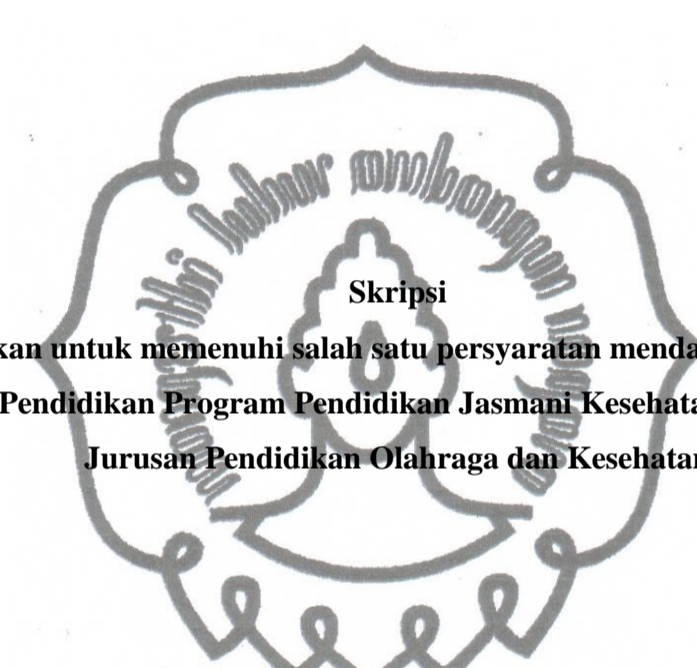 Skripsi
kan untuk memenuhi salah satu persyaratan menda
Pendidikan Program Pendidikan Jasmani Kesehata
Jurusan Pendidikan Olahraga dan Kesehatan